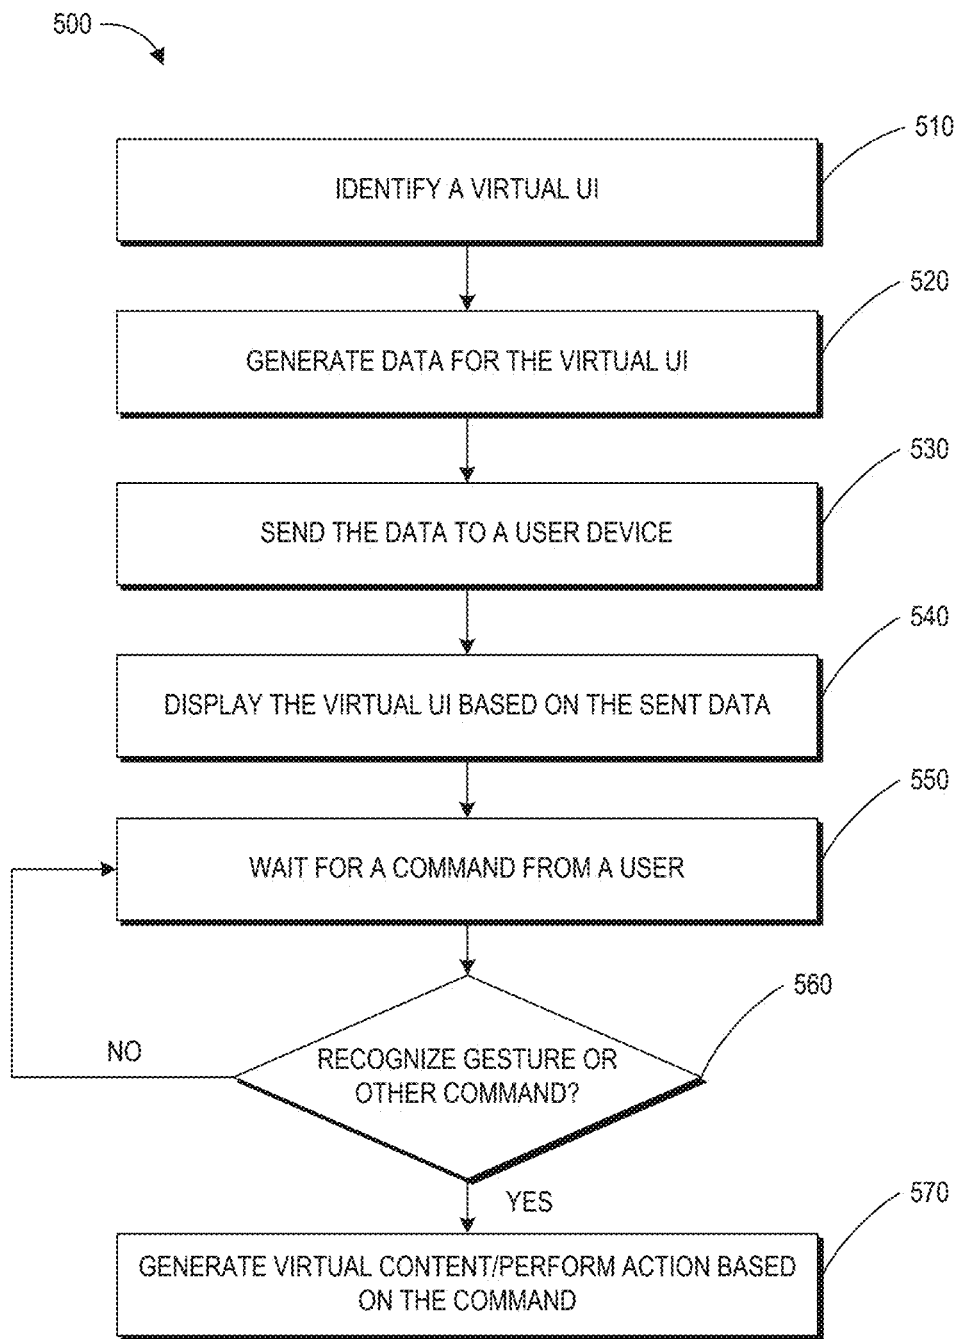 500
510
IDENTIFY A VIRTUAL UI
520
GENERATE DATA FOR THE VIRTUAL UI
530
SEND THE DATA TO A USER DEVICE
540
DISPLAY THE VIRTUAL UI BASED ON THE SENT DATA
550
WAIT FOR A COMMAND FROM A USER
560
NO
RECOGNIZE GESTURE OR
OTHER COMMAND?
YES
570
GENERATE VIRTUAL CONTENT/PERFORM ACTION BASED
ON THE COMMAND